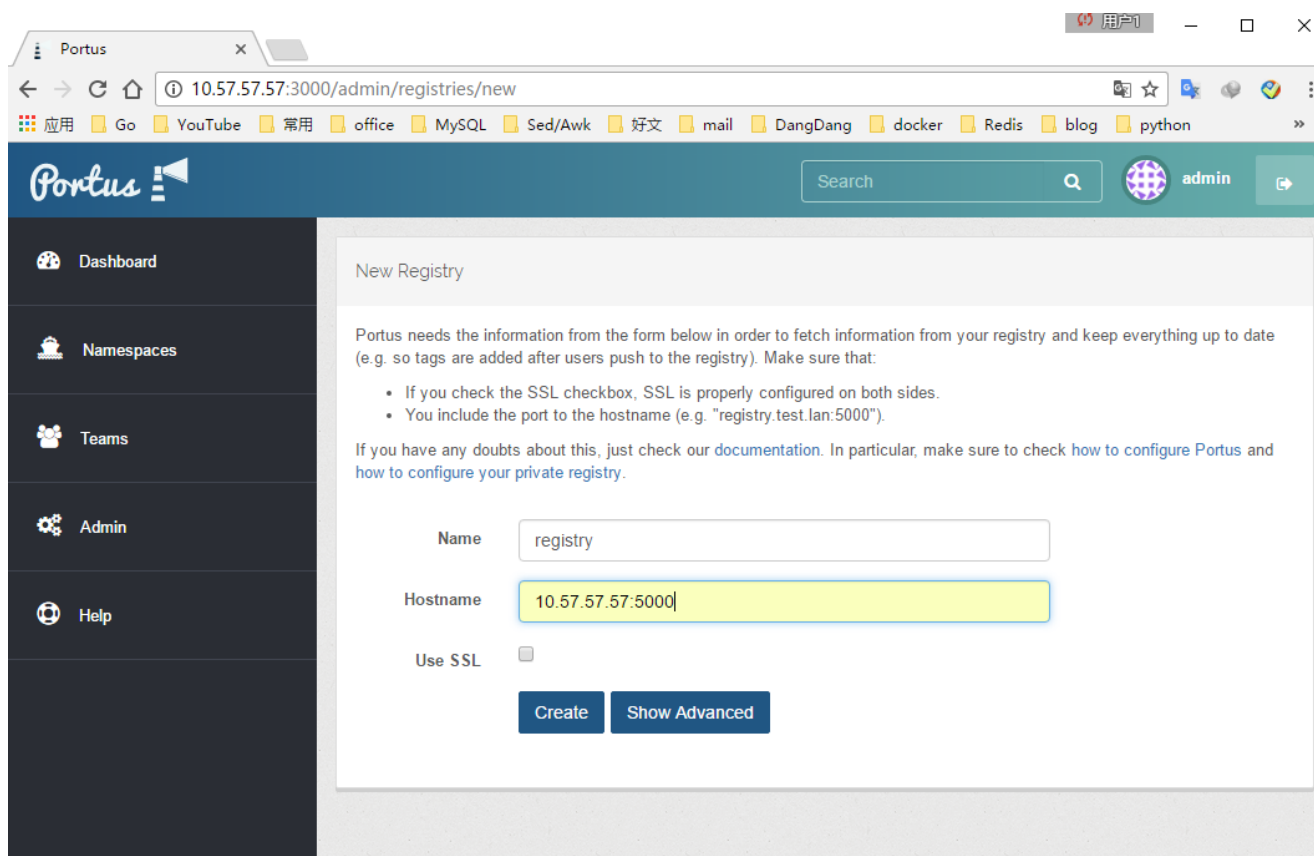 用户1
Portus
10.57.57.57:3000/admin/registries/new
应用 Go YouTube 常用 office MySQL Sed/Awk 好文 mail DangDang docker Redis blog python »
Portus Search admin
Dashboard
Namespaces
Teams
Admin
Help
New Registry
Portus needs the information from the form below in order to fetch information from your registry and keep everything up to date
(e.g. so tags are added after users push to the registry). Make sure that:
• If you check the SSL checkbox, SSL is properly configured on both sides.
• You include the port to the hostname (e.g. "registry.test.lan:5000").
If you have any doubts about this, just check our documentation. In particular, make sure to check how to configure Portus and
how to configure your private registry.
Name registry
Hostname 10.57.57.57:5000
Use SSL
Create Show Advanced